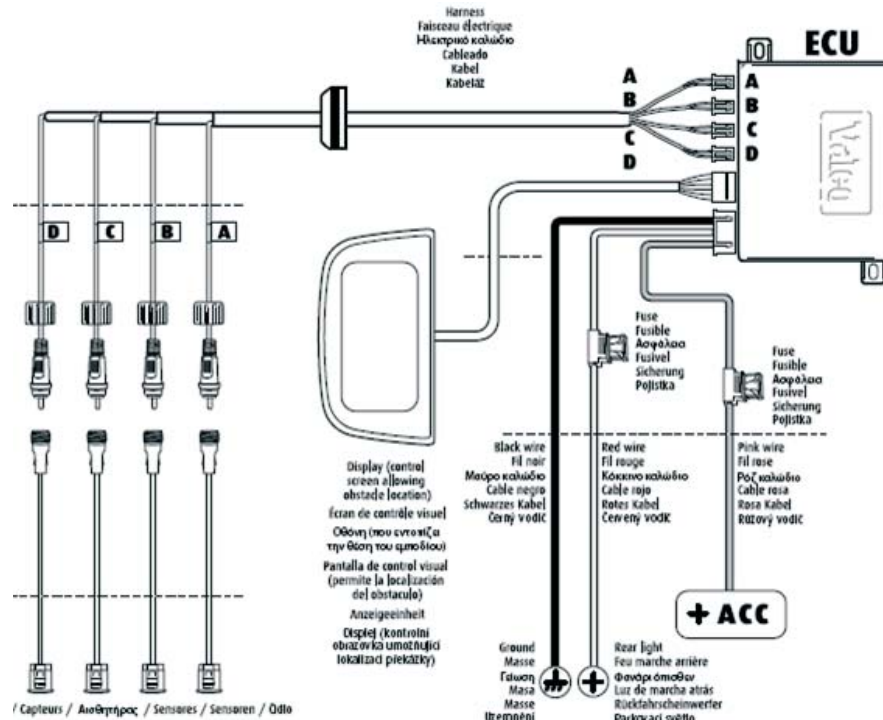 Harness
Faisceau électrique
Ηλεκτρικό καλώδιο
Cableado
Kabel
Kabeláž
ECU
A
B
C
D
A
B
C
D
Valeo
D
C
B
A
Fuse
Fusible
Ασφάλεια
Fusivel
Sicherung
Pojistka
Fuse
Fusible
Ασφάλεια
Fusivel
Sicherung
Pojistka
Black wire
Fil noir
Μαύρο καλώδιο
Cable negro
Schwarzes Kabel
Černý vodič
Red wire
Fil rouge
Κόκκινο καλώδιο
Cable rojo
Rotes Kabel
Červený vodič
Pink wire
Fil rose
Ροζ καλώδιο
Cable rosa
Rosa Kabel
Růžový vodič
Display (control
screen allowing
obstacle location)
Écran de contrôle visuel
Οθόνη (που εντοπίζει
την θέση του εμποδίου)
Pantalla de control visual
(permite la localización
del obstaculo)
Anzeigeeinheit
Displej (kontrolní
obrazovka umožňující
lokalizaci překážky)
+ ACC
Ground
Masse
Γείωση
Masa
Masse
Rear light
Feu marche arrière
Φανάρι όπισθεν
Luz de marcha atrás
Rückfahrscheinwerfer
Parkovací světlo
/ Capteurs / Αισθητήρας / Sensores / Sensoren / Čidlo